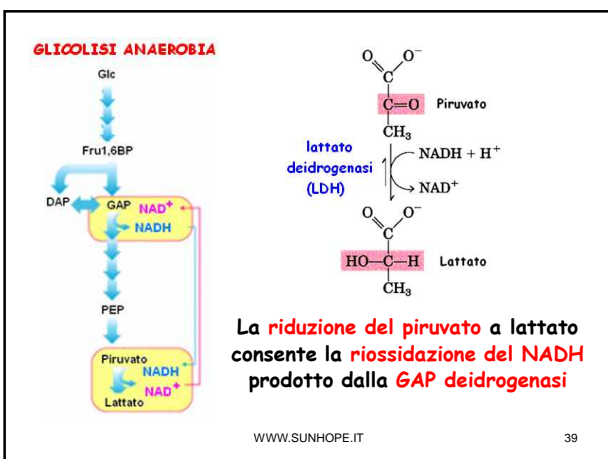 GLICOLISI ANAEROBIA
Glc
Fru1,6BP
DAP
GAP NAD+
NADH
PEP
Piruvato
NADH
NAD+
Lattato
O O−
C
C=O Piruvato
CH3
lattato
deidrogenasi
(LDH)
NADH + H+
NAD+
O O−
C
HO—C—H Lattato
CH3
La riduzione del piruvato a lattato
consente la riossidazione del NADH
prodotto dalla GAP deidrogenasi
WWW.SUNHOPE.IT 39